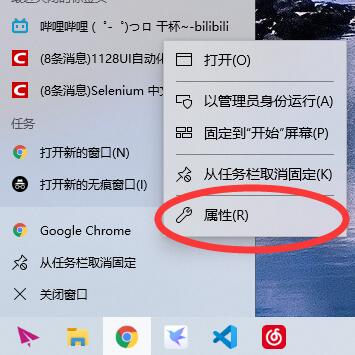 哔哩哔哩 ( ゜- ゜)つロ 干杯~-bilibili
(8条消息)1128UI自动化
(8条消息)Selenium 中文
任务
打开新的窗口(N)
打开新的无痕窗口(I)
Google Chrome
从任务栏取消固定
关闭窗口
打开(O)
以管理员身份运行(A)
固定到"开始"屏幕(P)
从任务栏取消固定(K)
属性(R)